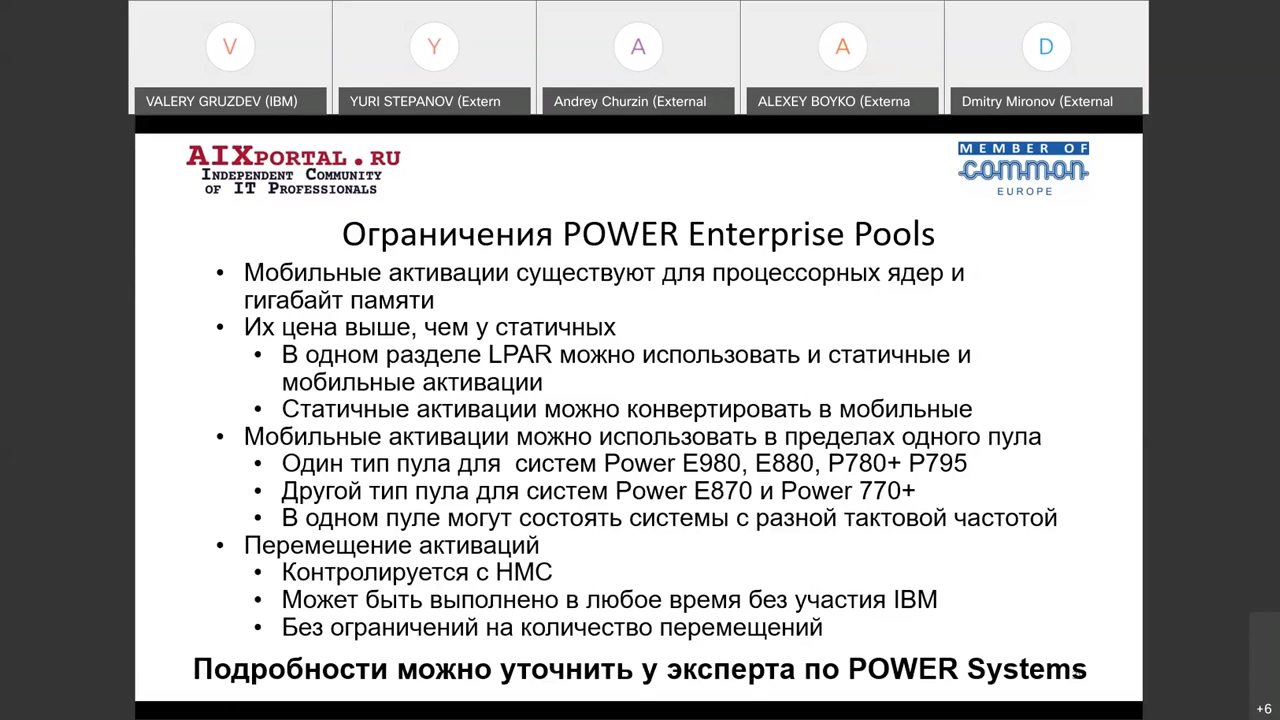 V
Y
A
A
D
VALERY GRUZDEV (IBM)
YURI STEPANOV (Extern
Andrey Churzin (External
ALEXEY BOYKO (Externa
Dmitry Mironov (External
AIXPORTAL.RU
INDEPENDENT COMMUNITY
OF IT PROFESSIONALS
MEMBER OF
common
EUROPE
Ограничения POWER Enterprise Pools
• Мобильные активации существуют для процессорных ядер и
гигабайт памяти
• Их цена выше, чем у статичных
• В одном разделе LPAR можно использовать и статичные и
мобильные активации
• Статичные активации можно конвертировать в мобильные
• Мобильные активации можно использовать в пределах одного пула
• Один тип пула для систем Power E980, E880, P780+ P795
• Другой тип пула для систем Power E870 и Power 770+
• В одном пуле могут состоять системы с разной тактовой частотой
• Перемещение активаций
• Контролируется с HMC
• Может быть выполнено в любое время без участия IBM
• Без ограничений на количество перемещений
Подробности можно уточнить у эксперта по POWER Systems
+6